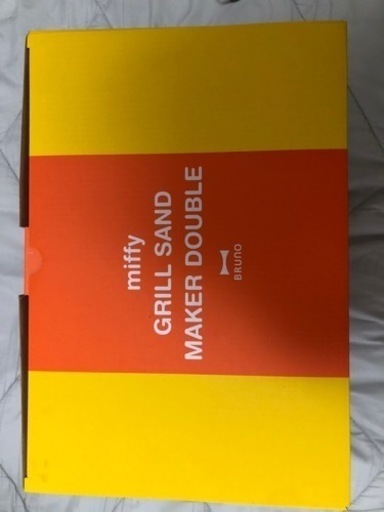 miffy
GRILL SAND
MAKER DOUBLE
BRUNO